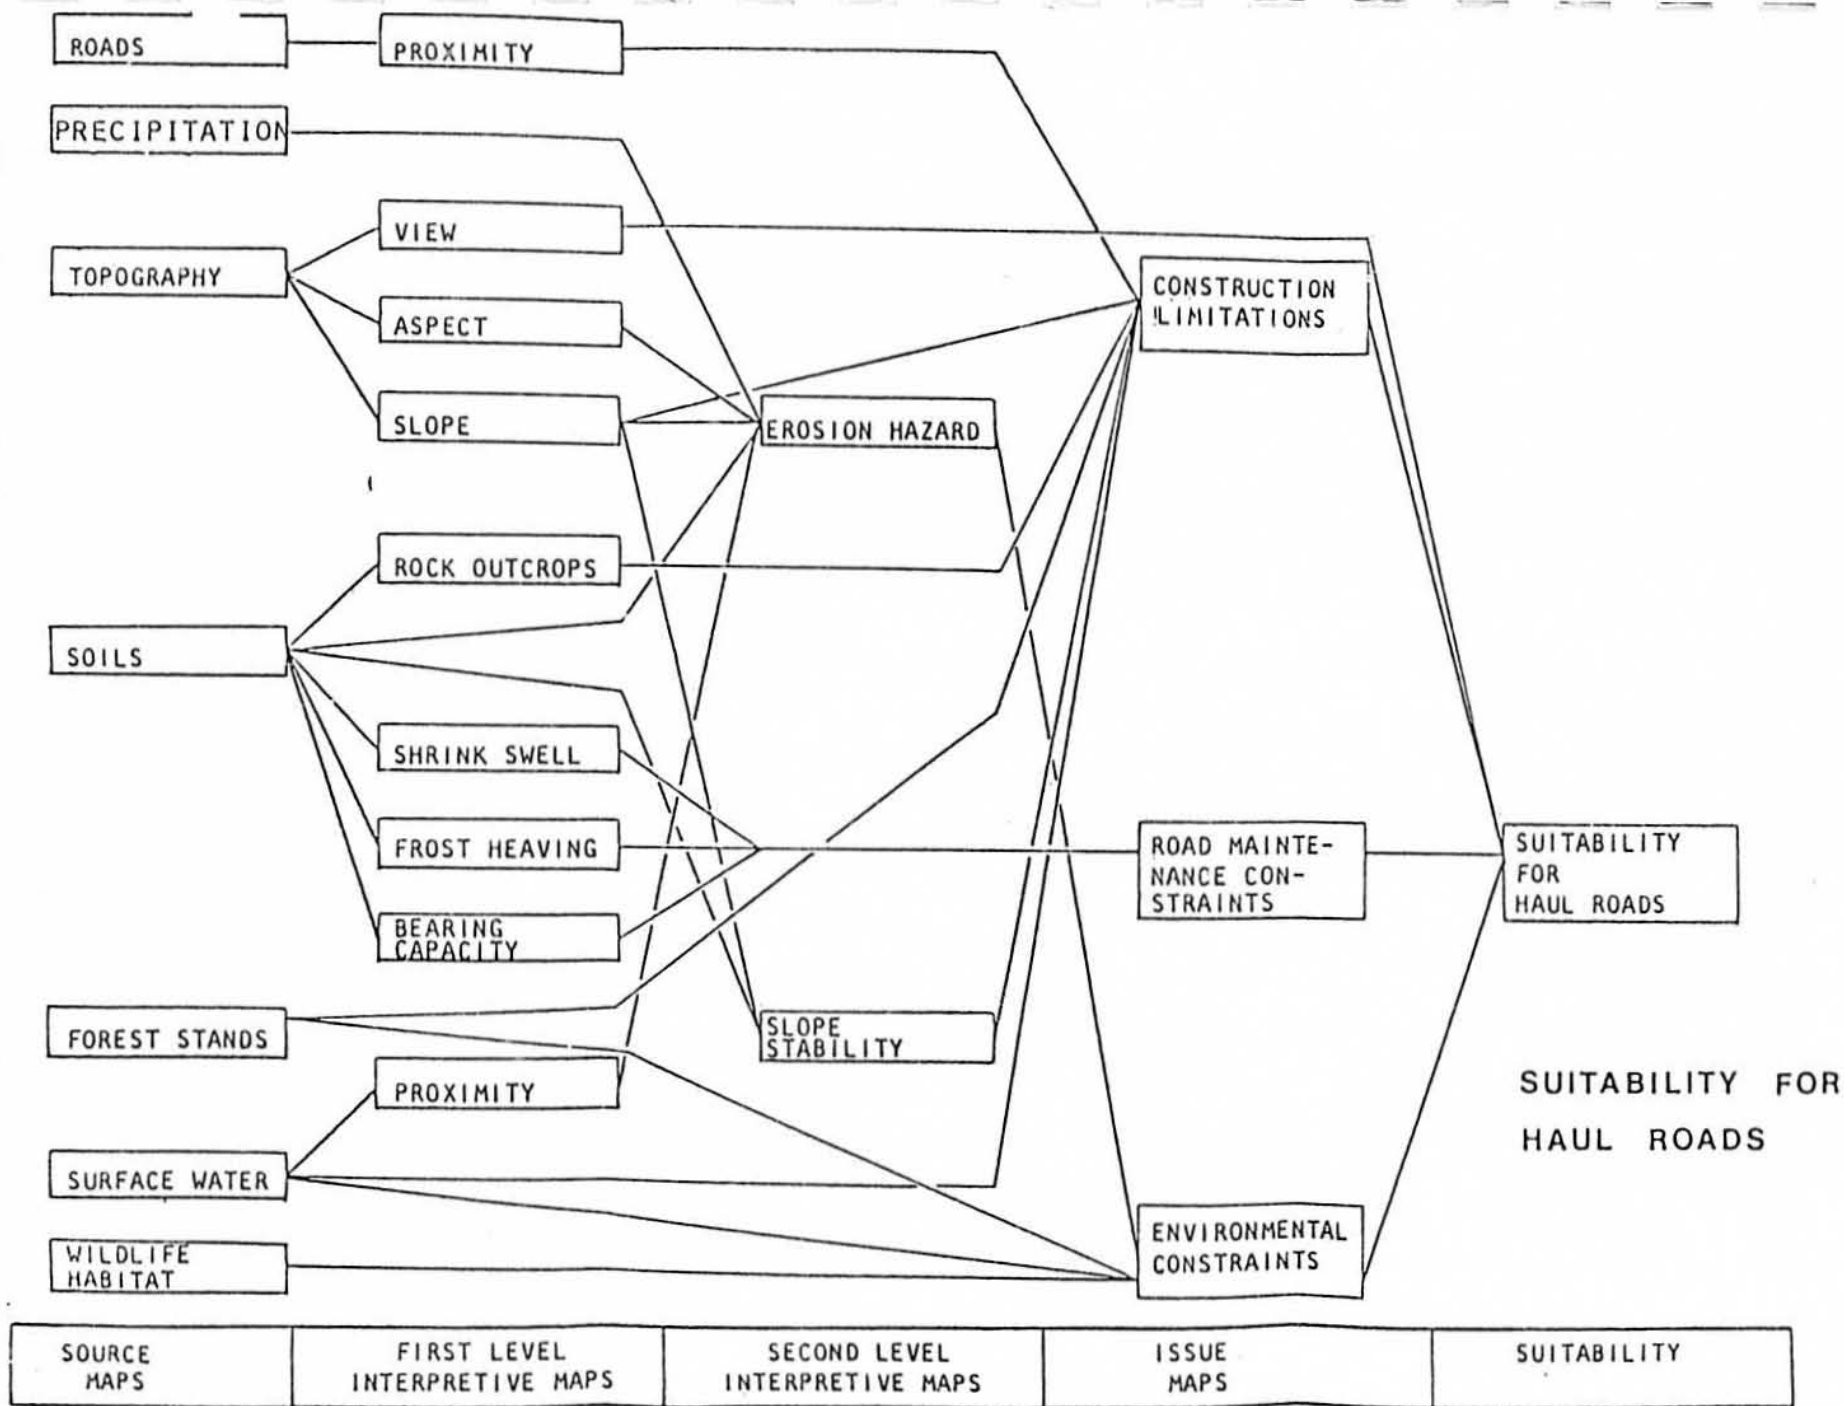 ROADS
PROXIMITY
PRECIPITATION
VIEW
TOPOGRAPHY
ASPECT
SLOPE
CONSTRUCTION
LIMITATIONS
EROSION HAZARD
ROCK OUTCROPS
SOILS
SHRINK SWELL
FROST HEAVING
BEARING
CAPACITY
ROAD MAINTE-
NANCE CON-
STRAINTS
SUITABILITY
FOR
HAUL ROADS
FOREST STANDS
SLOPE
STABILITY
PROXIMITY
SURFACE WATER
WILDLIFE
HABITAT
ENVIRONMENTAL
CONSTRAINTS
SUITABILITY FOR
HAUL ROADS
SOURCE
MAPS
FIRST LEVEL
INTERPRETIVE MAPS
SECOND LEVEL
INTERPRETIVE MAPS
ISSUE
MAPS
SUITABILITY